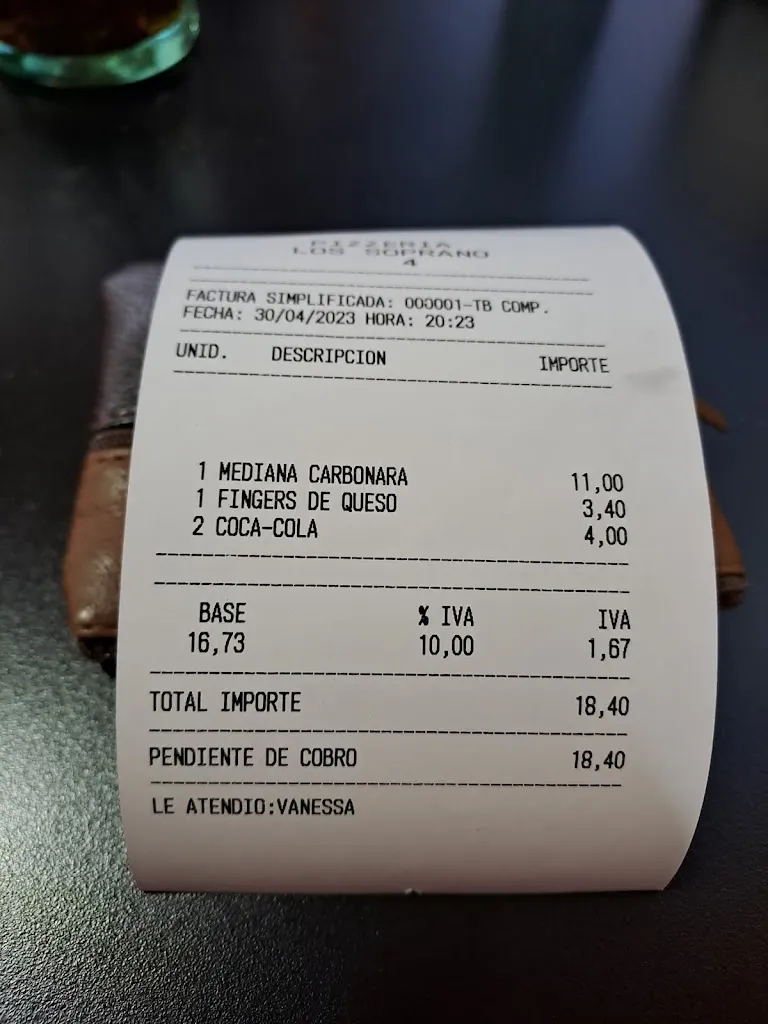 PIZZERIA
LOS SOPRANO
4
FACTURA SIMPLIFICADA: 000001-TB COMP.
FECHA: 30/04/2023 HORA: 20:23
UNID. DESCRIPCION IMPORTE
1 MEDIANA CARBONARA 11,00
1 FINGERS DE QUESO 3,40
2 COCA-COLA 4,00
BASE % IVA IVA
16,73 10,00 1,67
TOTAL IMPORTE 18,40
PENDIENTE DE COBRO 18,40
LE ATENDIO:VANESSA